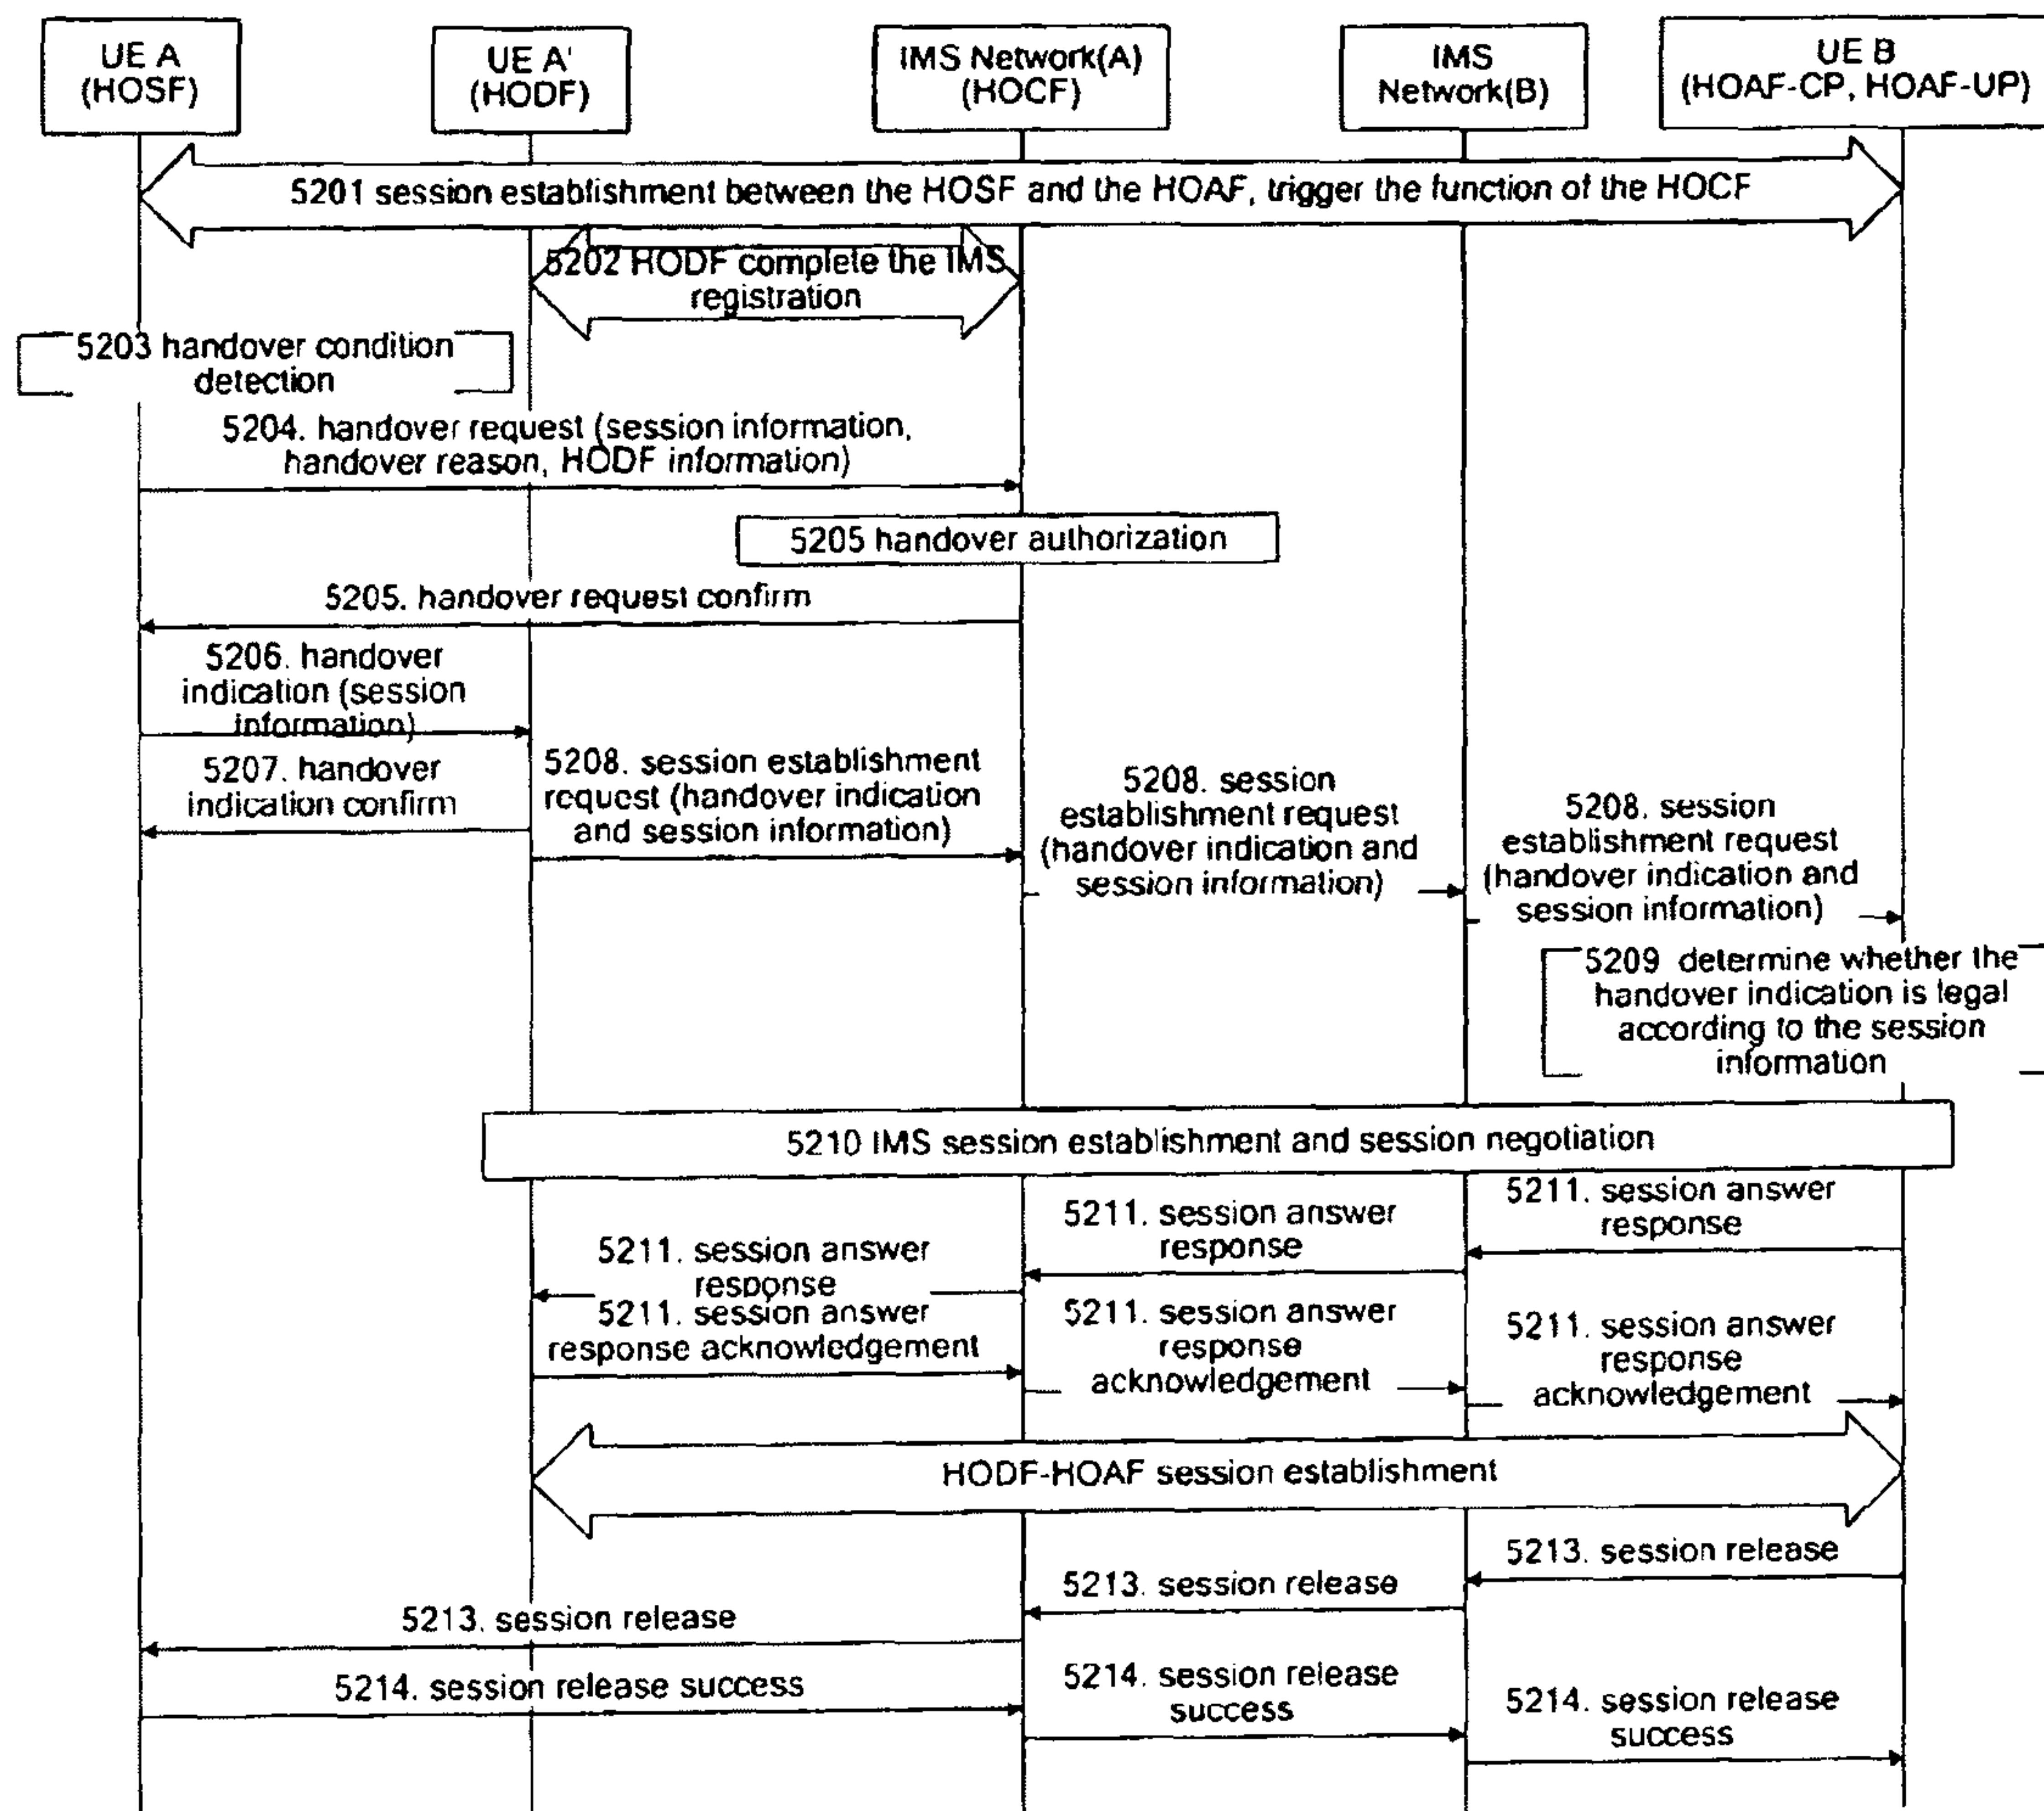 UE A
(HOSF)
UE A'
(HODF)
IMS Network(A)
(HOCF)
IMS
Network(B)
UE B
(HOAF-CP, HOAF-UP)
5201 session establishment between the HOSF and the HOAF, trigger the function of the HOCF
5202 HODF complete the IMS
registration
5203 handover condition
detection
5204. handover request (session information,
handover reason, HODF information)
5205 handover authorization
5205. handover request confirm
5206. handover
indication (session
information)
5207. handover
indication confirm
5208. session establishment
request (handover indication
and session information)
5208. session
establishment request
(handover indication and
session information)
5208. session
establishment request
(handover indication and
session information)
5209 determine whether the
handover indication is legal
according to the session
information
5210 IMS session establishment and session negotiation
5211. session answer
response
5211. session answer
response
5211. session answer
response
5211. session answer
response acknowledgement
5211. session answer
response
acknowledgement
5211. session answer
response
acknowledgement
HODF-HOAF session establishment
5213. session release
5213. session release
5213. session release
5214. session release success
5214. session release
success
5214. session release
success